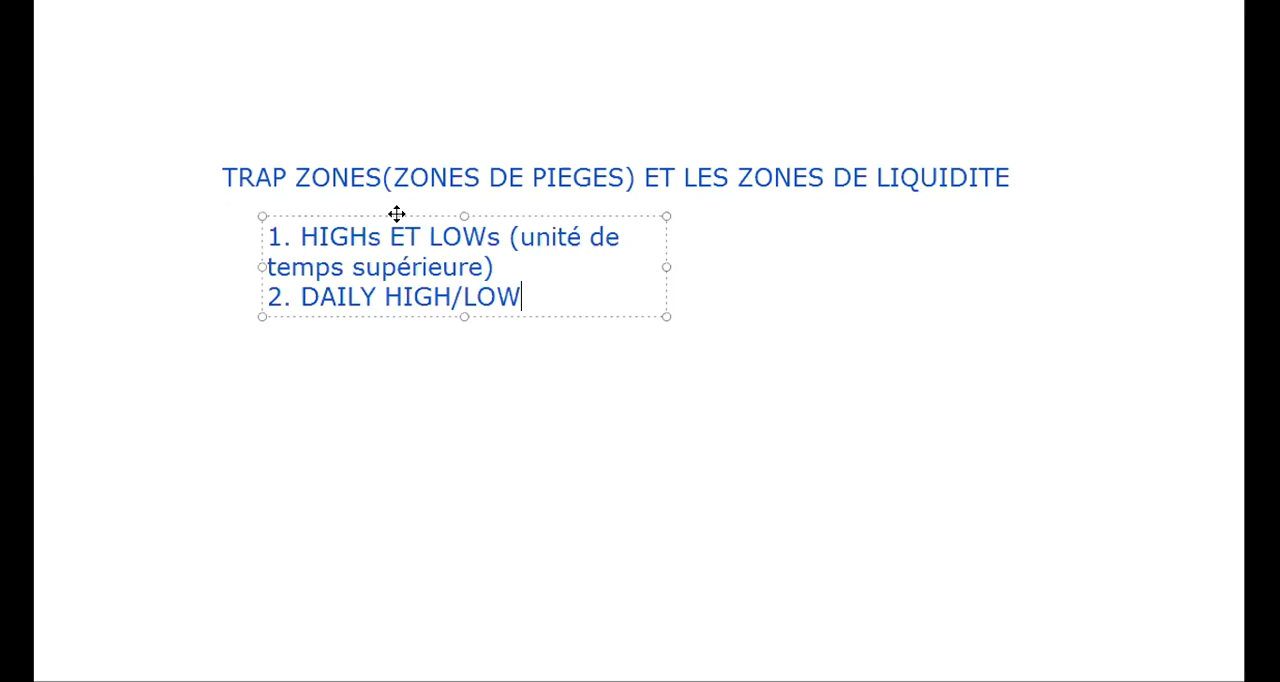 TRAP ZONES(ZONES DE PIEGES) ET LES ZONES DE LIQUIDITE
1. HIGHs ET LOWs (unité de
temps supérieure)
2. DAILY HIGH/LOW